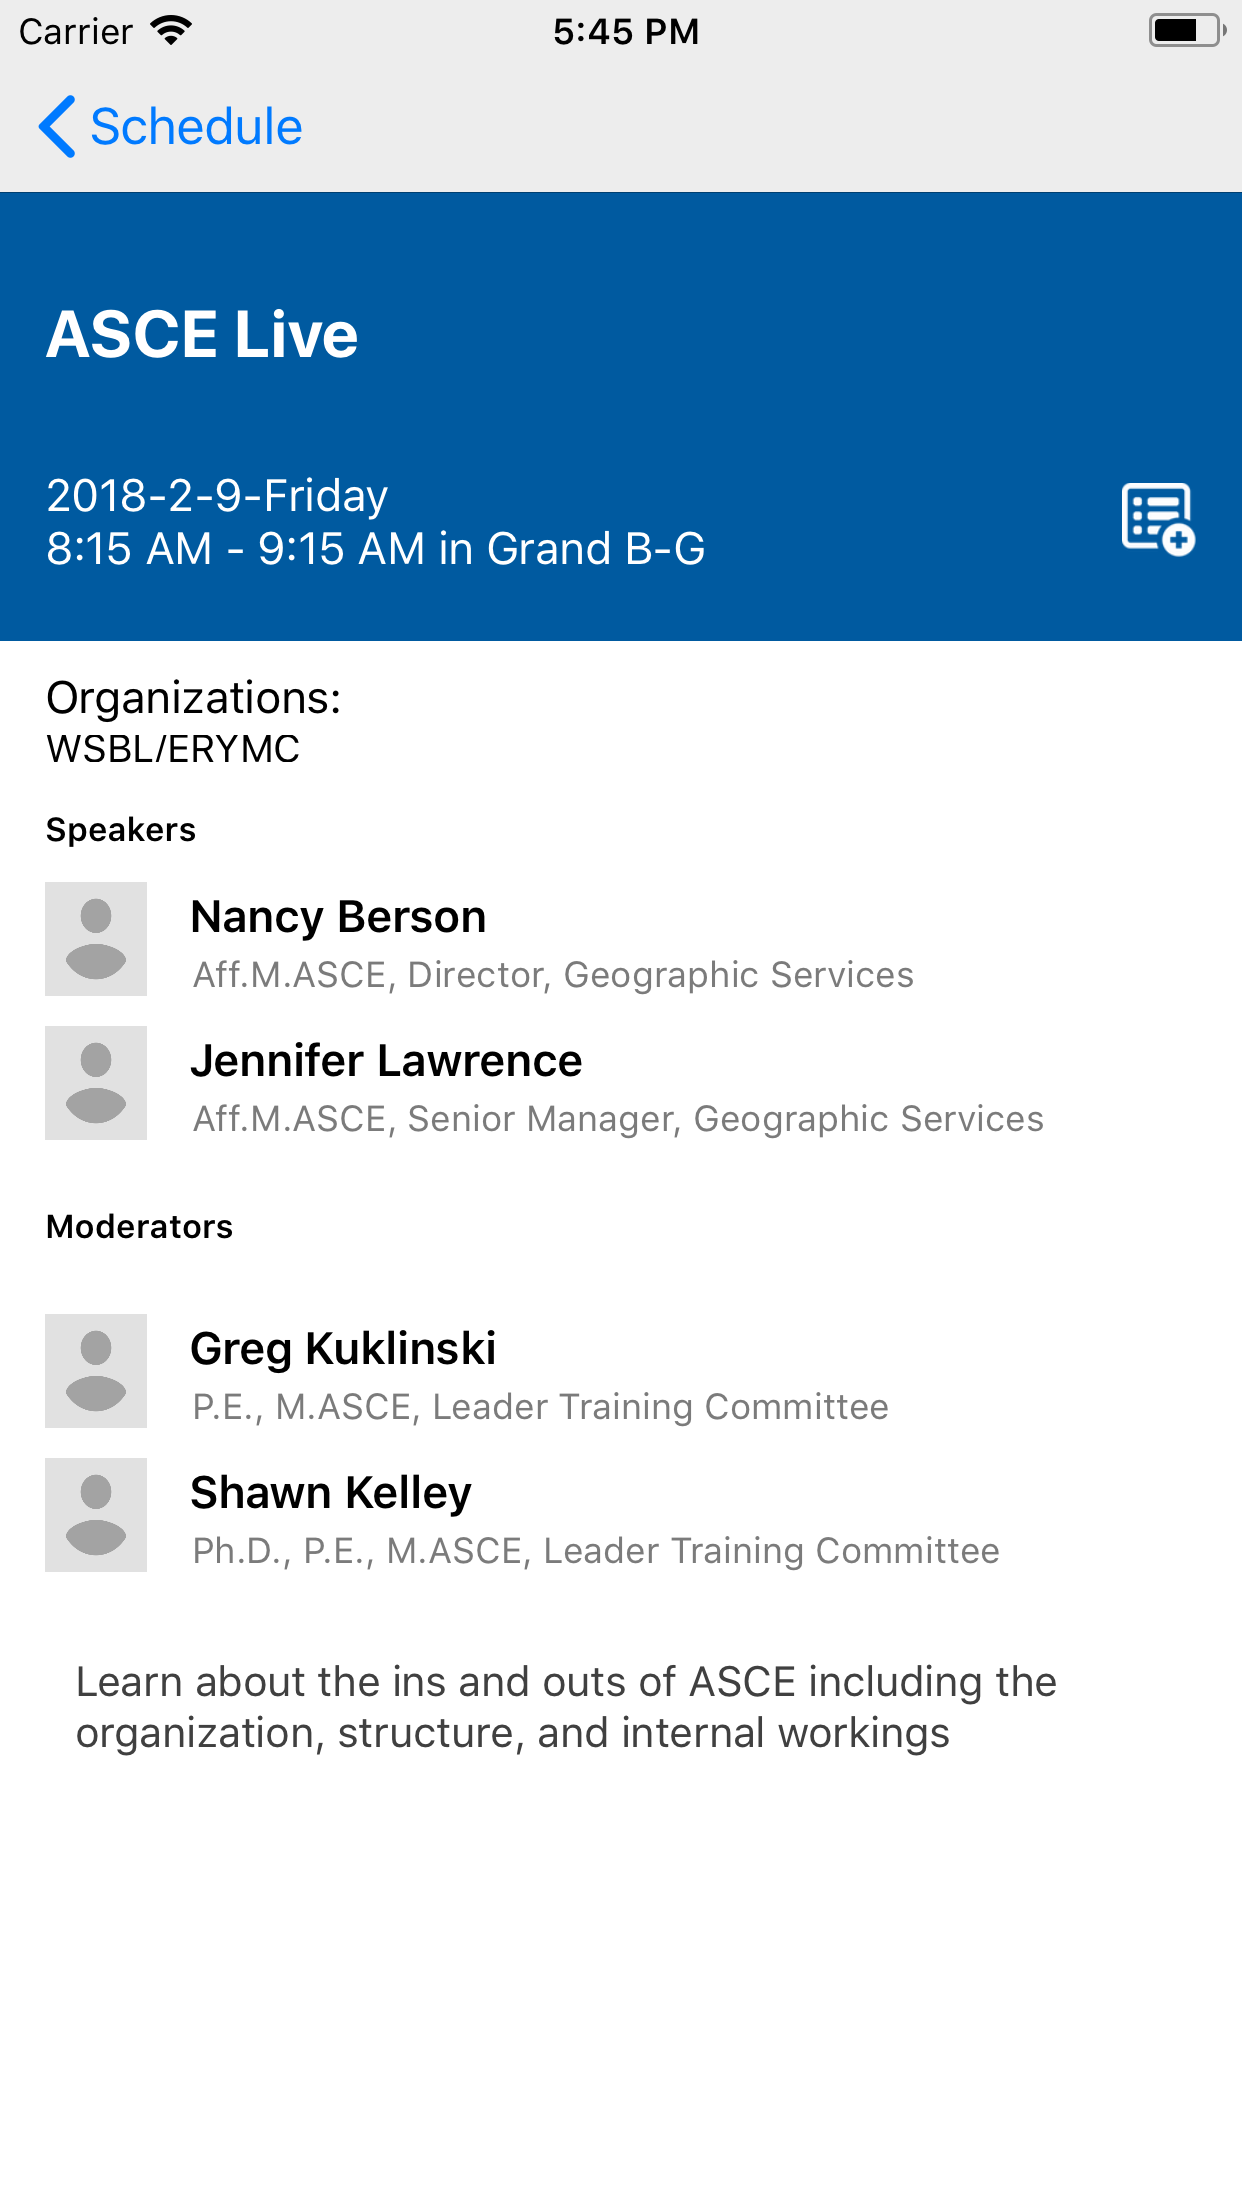 Carrier
5:45 PM
Schedule
ASCE Live
2018-2-9-Friday
8:15 AM - 9:15 AM in Grand B-G
Organizations:
WSBL/ERYMC
Speakers
Nancy Berson
Aff.M.ASCE, Director, Geographic Services
Jennifer Lawrence
Aff.M.ASCE, Senior Manager, Geographic Services
Moderators
Greg Kuklinski
P.E., M.ASCE, Leader Training Committee
Shawn Kelley
Ph.D., P.E., M.ASCE, Leader Training Committee
Learn about the ins and outs of ASCE including the
organization, structure, and internal workings